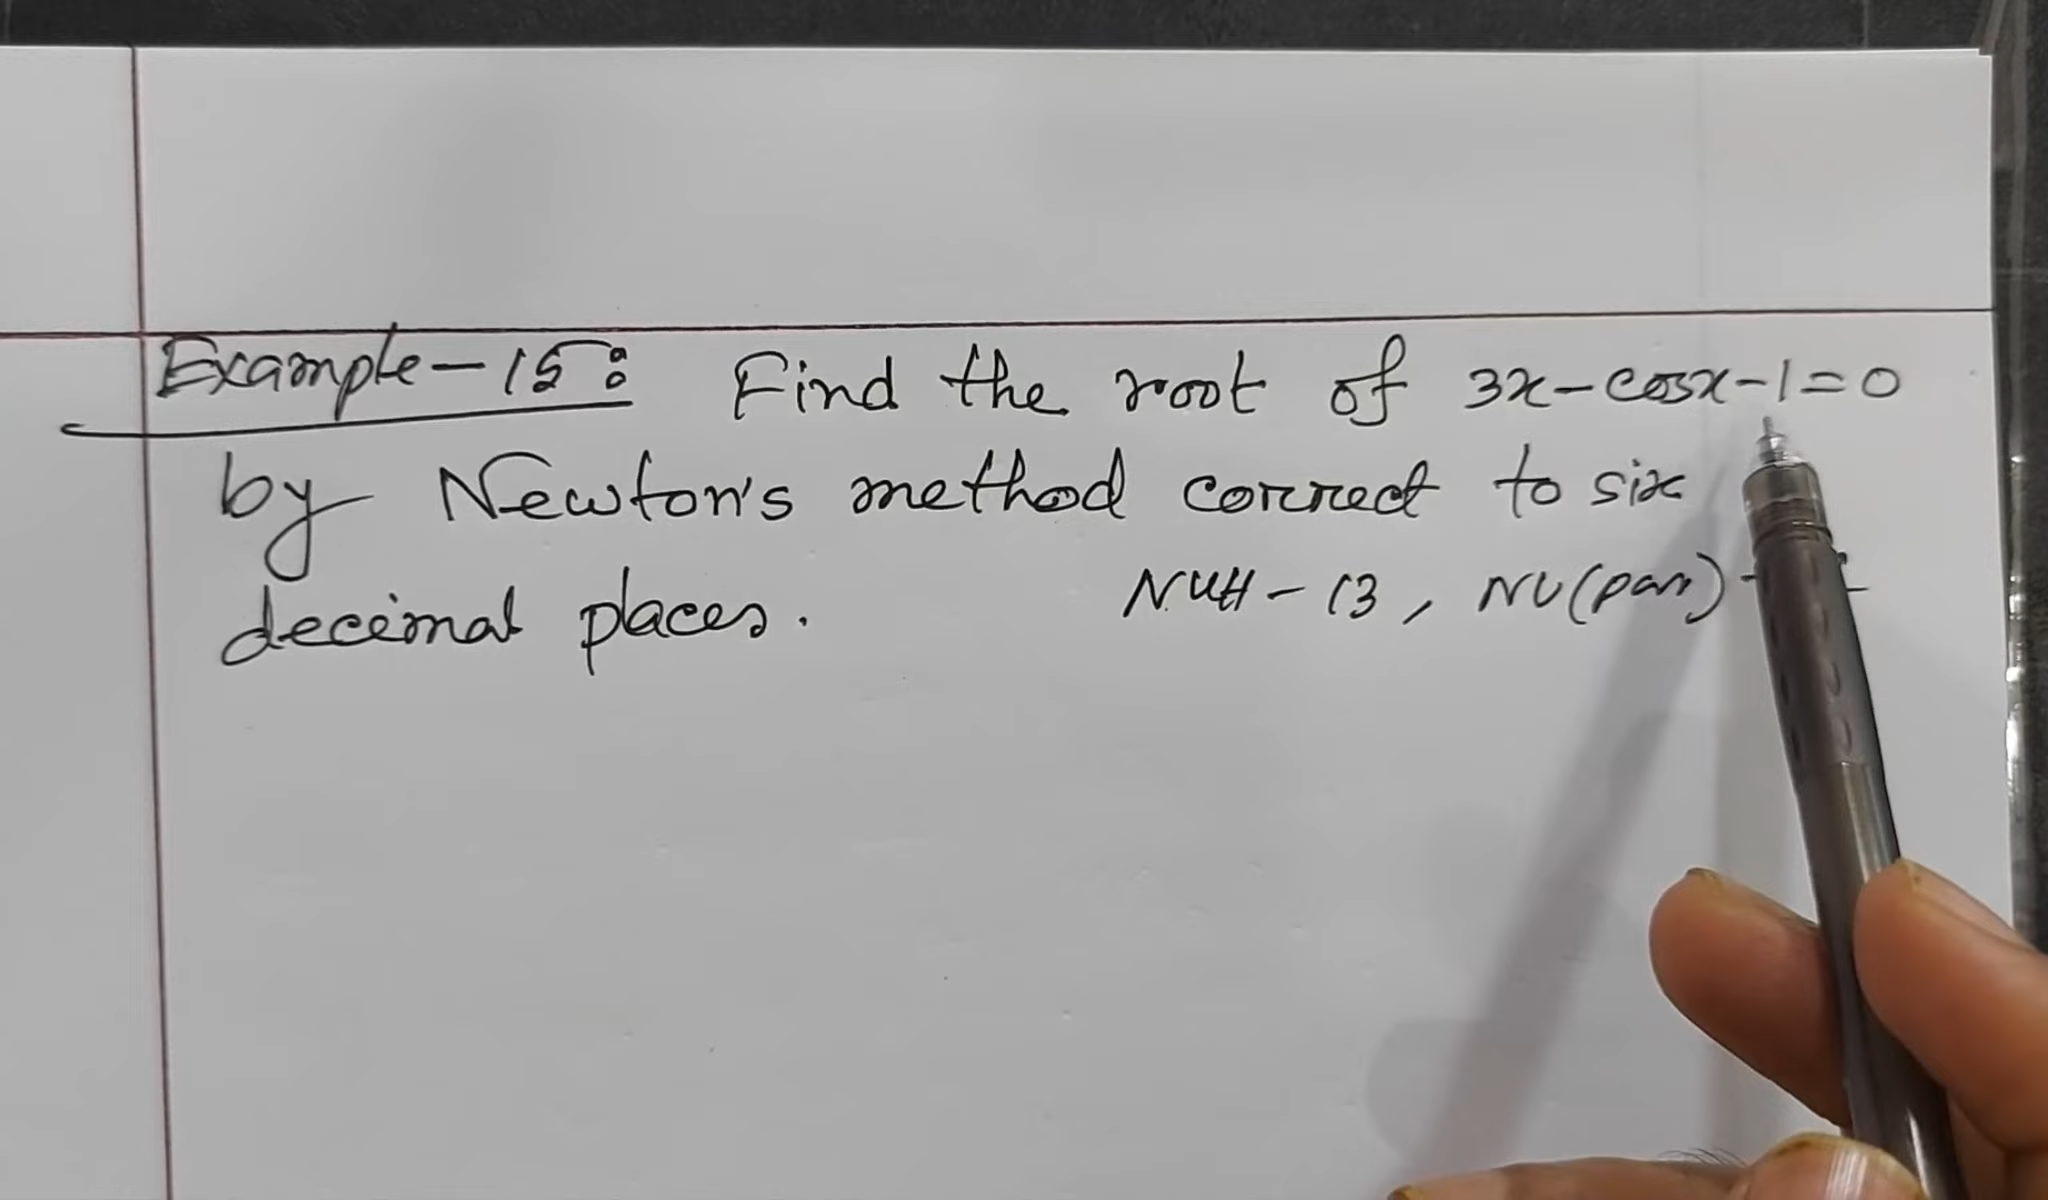 Example-15: Find the root of 3x-cosx-1=0
by Newton's method correct to six
decimal places. NUH-13, NU(pass)-